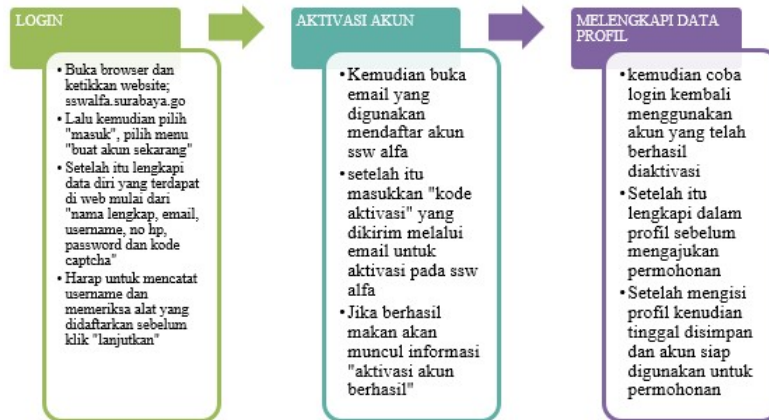 LOGIN
• Buka browser dan
ketikkan website;
sswalfa.surabaya.go
• Lalu kemudian pilih
"masuk", pilih menu
"buat akun sekarang"
• Setelah itu lengkapi
data diri yang terdapat
di web mulai dari
"nama lengkap, email,
username, no hp,
password dan kode
captcha"
• Harap untuk mencatat
username dan
memeriksa alat yang
didaftarkan sebelum
klik "lanjutkan"
AKTIVASI AKUN
• Kemudian buka
email yang
digunakan
mendaftar akun
ssw alfa
• setelah itu
masukkan "kode
aktivasi" yang
dikirim melalui
email untuk
aktivasi pada ssw
alfa
• Jika berhasil
makan akan
muncul informasi
"aktivasi akun
berhasil"
MELENGKAPI DATA
PROFIL
• kemudian coba
login kembali
menggunakan
akun yang telah
berhasil
diaktivasi
• Setelah itu
lengkapi dalam
profil sebelum
mengajukan
permohonan
• Setelah mengisi
profil kenudian
tinggal disimpan
dan akun siap
digunakan untuk
permohonan